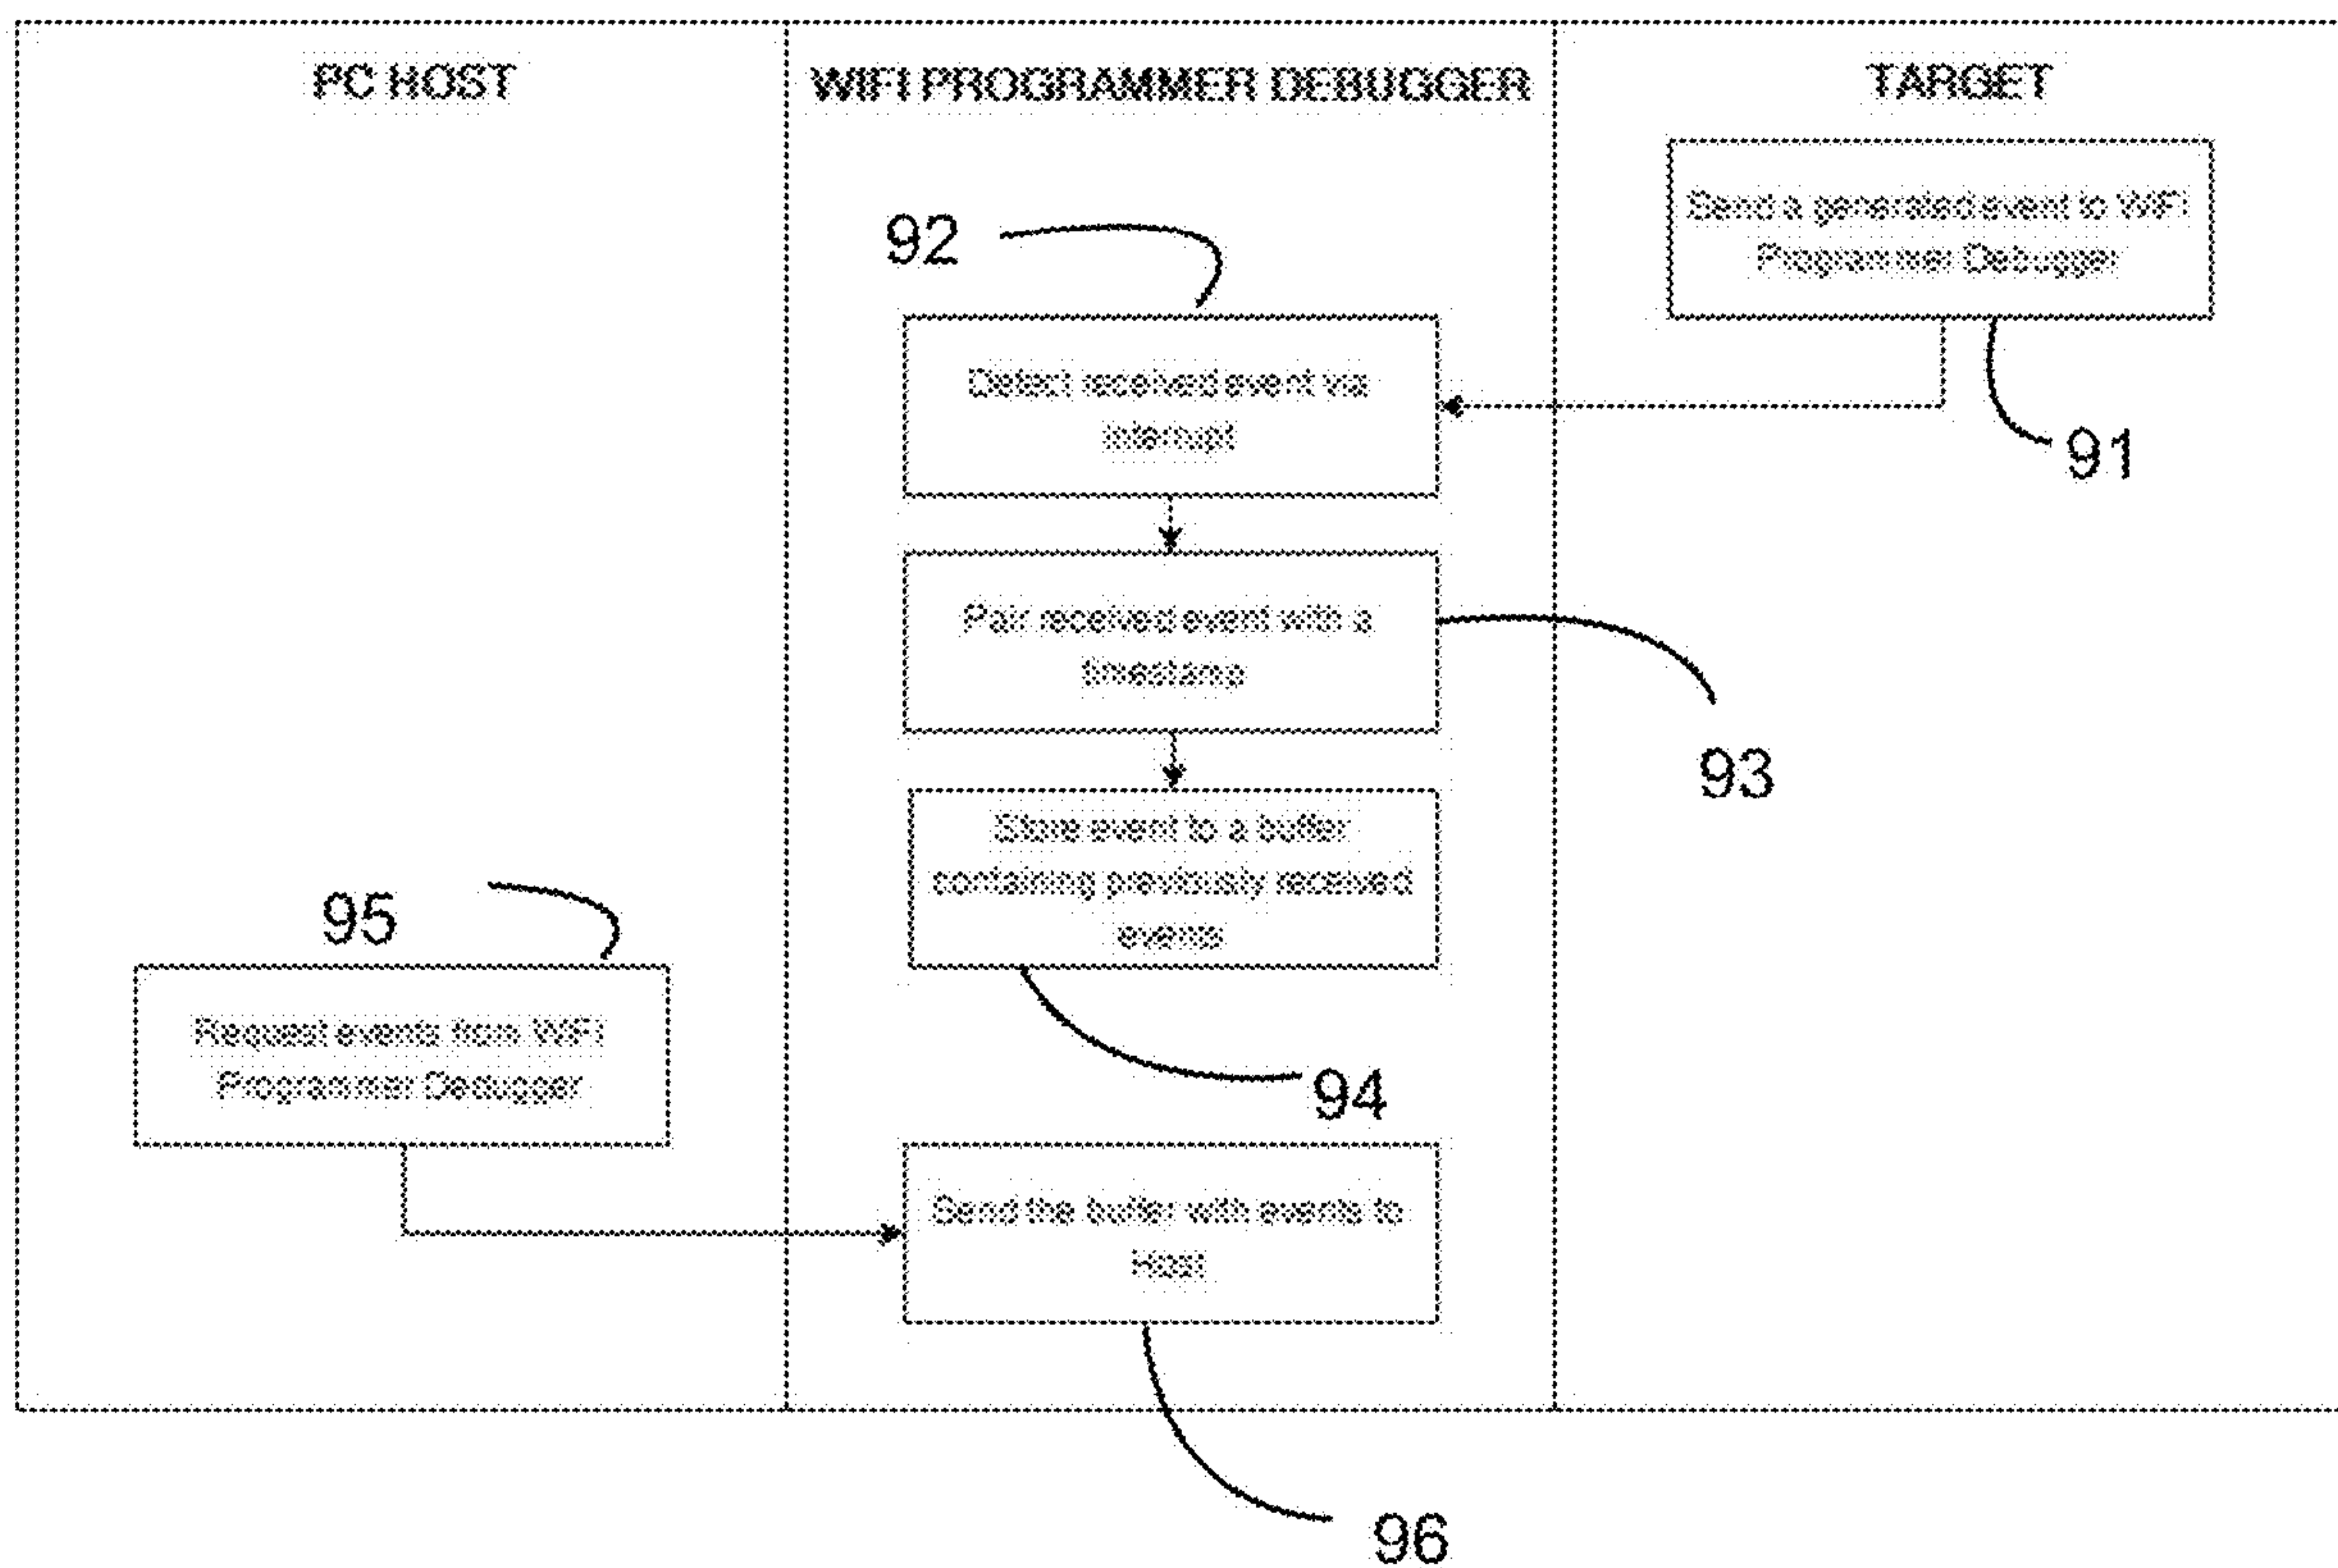 PC HOST
WIFI PROGRAMMER DEBUGGER
TARGET
Send a generated event to WiFi
Programmer Debugger
92
Detect received event via
interrupt
91
Pair received event with a
timestamp
93
Store event to a buffer
containing previously received
events
95
Request events from WiFi
Programmer Debugger
94
Send the buffer with events to
Host
96